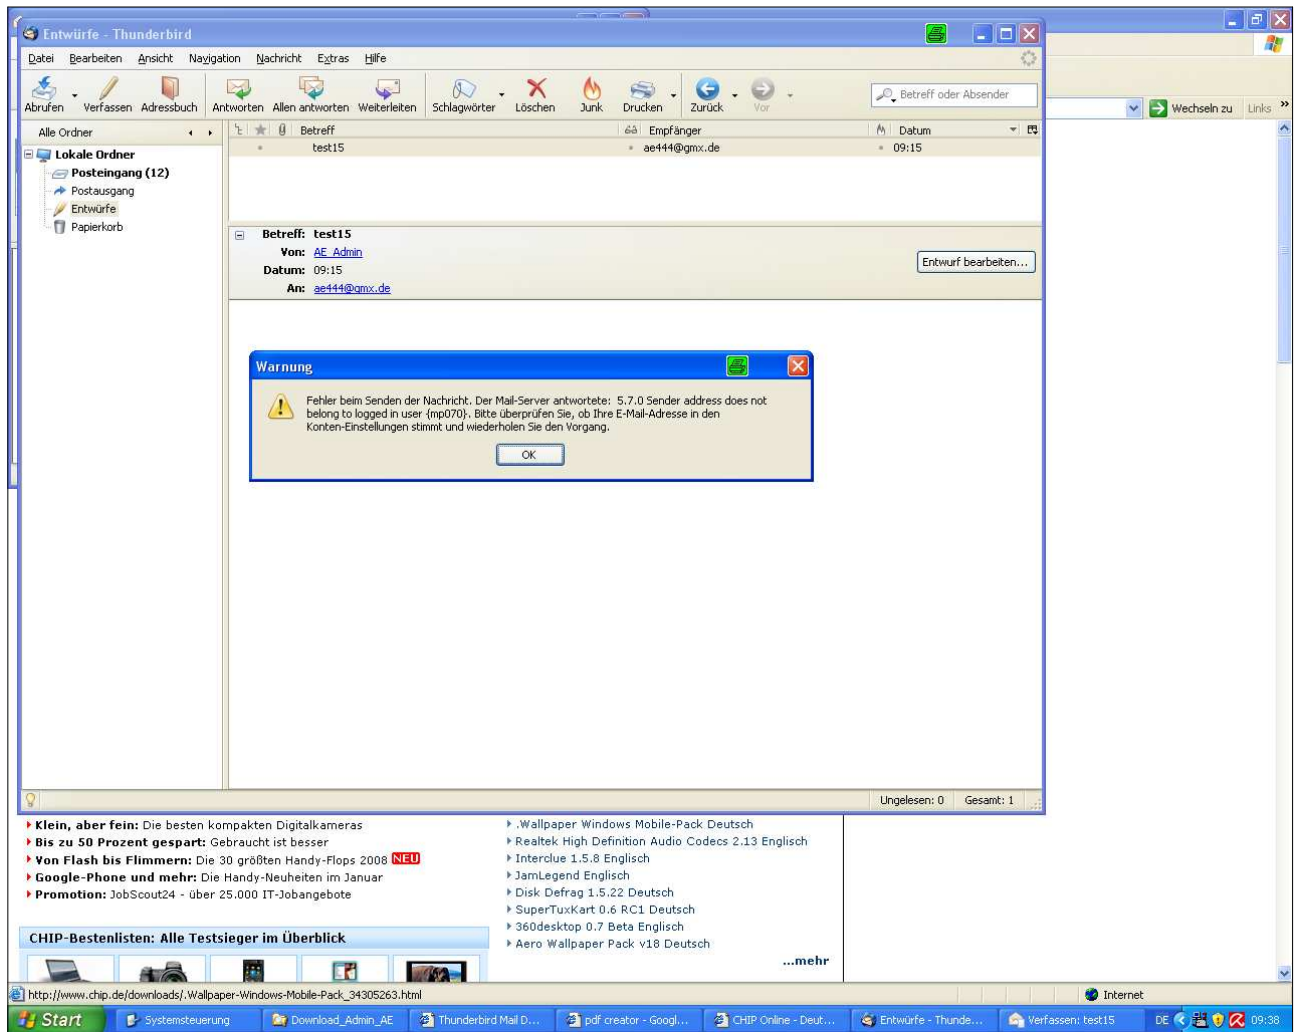 Entwürfe - Thunderbird
Datei Bearbeiten Ansicht Navigation Nachricht Extras Hilfe
Abrufen Verfassen Adressbuch Antworten Allen antworten Weiterleiten Schlagwörter Löschen Junk Drucken Zurück Vor Betreff oder Absender
Wechseln zu Links »
Alle Ordner
Betreff Empfänger Datum
test15 ae444@gmx.de 09:15
Lokale Ordner
Posteingang (12)
Postausgang
Entwürfe
Papierkorb
Betreff: test15
Von: AE Admin
Datum: 09:15
An: ae444@gmx.de
Entwurf bearbeiten...
Warnung
Fehler beim Senden der Nachricht. Der Mail-Server antwortete: 5.7.0 Sender address does not
belong to logged in user {mp070}. Bitte überprüfen Sie, ob Ihre E-Mail-Adresse in den
Konten-Einstellungen stimmt und wiederholen Sie den Vorgang.
OK
Ungelesen: 0 Gesamt: 1
Klein, aber fein: Die besten kompakten Digitalkameras
Bis zu 50 Prozent gespart: Gebraucht ist besser
Von Flash bis Flimmern: Die 30 größten Handy-Flops 2008 NEU
Google-Phone und mehr: Die Handy-Neuheiten im Januar
Promotion: JobScout24 - über 25.000 IT-Jobangebote
CHIP-Bestenlisten: Alle Testsieger im Überblick
.Wallpaper Windows Mobile-Pack Deutsch
Realtek High Definition Audio Codecs 2.13 Englisch
Interclue 1.5.8 Englisch
JamLegend Englisch
Disk Defrag 1.5.22 Deutsch
SuperTuxKart 0.6 RC1 Deutsch
360desktop 0.7 Beta Englisch
Aero Wallpaper Pack v18 Deutsch
...mehr
http://www.chip.de/downloads/.Wallpaper-Windows-Mobile-Pack_34305263.html
Internet
Start Systemsteuerung Download_Admin_AE Thunderbird Mail D... pdf creator - Googl... CHIP Online - Deut... Entwürfe - Thunde... Verfassen: test15 DE 09:38